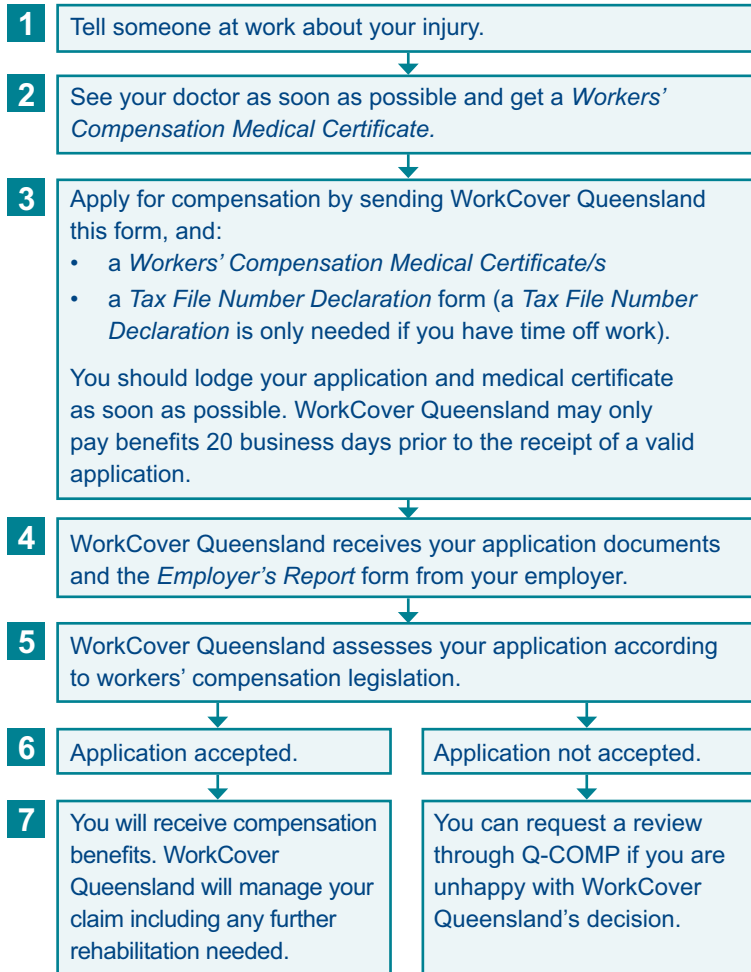 1
Tell someone at work about your injury.
2
See your doctor as soon as possible and get a Workers'
Compensation Medical Certificate.
3
Apply for compensation by sending WorkCover Queensland
this form, and:
• a Workers' Compensation Medical Certificate/s
• a Tax File Number Declaration form (a Tax File Number
Declaration is only needed if you have time off work).
You should lodge your application and medical certificate
as soon as possible. WorkCover Queensland may only
pay benefits 20 business days prior to the receipt of a valid
application.
4
WorkCover Queensland receives your application documents
and the Employer's Report form from your employer.
5
WorkCover Queensland assesses your application according
to workers' compensation legislation.
6
Application accepted.
Application not accepted.
7
You will receive compensation
benefits. WorkCover
Queensland will manage your
claim including any further
rehabilitation needed.
You can request a review
through Q-COMP if you are
unhappy with WorkCover
Queensland's decision.